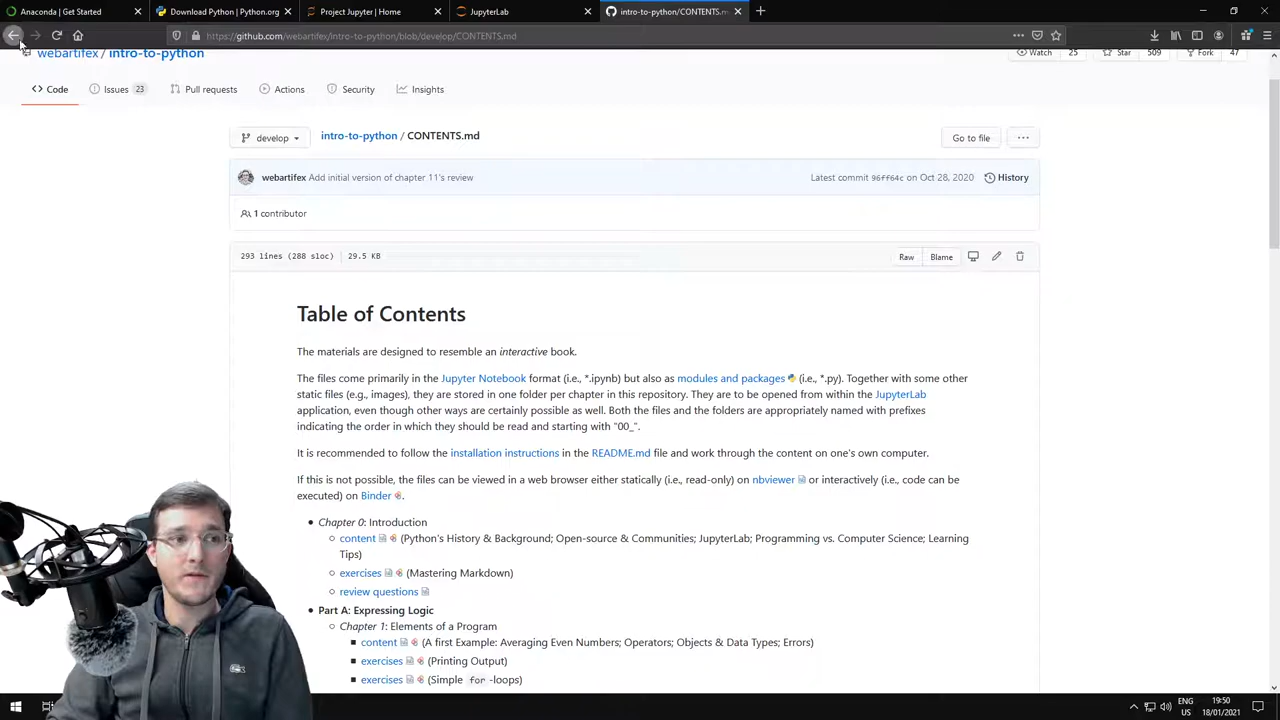 Anaconda | Get Started
Download Python | Python.org
Project Jupyter | Home
JupyterLab
intro-to-python/CONTENTS.m
https://github.com/webartifex/intro-to-python/blob/develop/CONTENTS.md
webartifex / intro-to-python
Watch 25
Star 509
Fork 47
Code
Issues 23
Pull requests
Actions
Security
Insights
develop
intro-to-python / CONTENTS.md
Go to file
webartifex Add initial version of chapter 11's review
Latest commit 96ff64c on Oct 28, 2020
History
1 contributor
293 lines (288 sloc) 29.5 KB
Raw
Blame
Table of Contents
The materials are designed to resemble an interactive book.
The files come primarily in the Jupyter Notebook format (i.e., *.ipynb) but also as modules and packages (i.e., *.py). Together with some other
static files (e.g., images), they are stored in one folder per chapter in this repository. They are to be opened from within the JupyterLab
application, even though other ways are certainly possible as well. Both the files and the folders are appropriately named with prefixes
indicating the order in which they should be read and starting with "00_".
It is recommended to follow the installation instructions in the README.md file and work through the content on one's own computer.
If this is not possible, the files can be viewed in a web browser either statically (i.e., read-only) on nbviewer or interactively (i.e., code can be
executed) on Binder .
Chapter 0: Introduction
content (Python's History & Background; Open-source & Communities; JupyterLab; Programming vs. Computer Science; Learning
Tips)
exercises (Mastering Markdown)
review questions
Part A: Expressing Logic
Chapter 1: Elements of a Program
content (A first Example: Averaging Even Numbers; Operators; Objects & Data Types; Errors)
exercises (Printing Output)
exercises (Simple for -loops)
ENG
US
19:50
18/01/2021